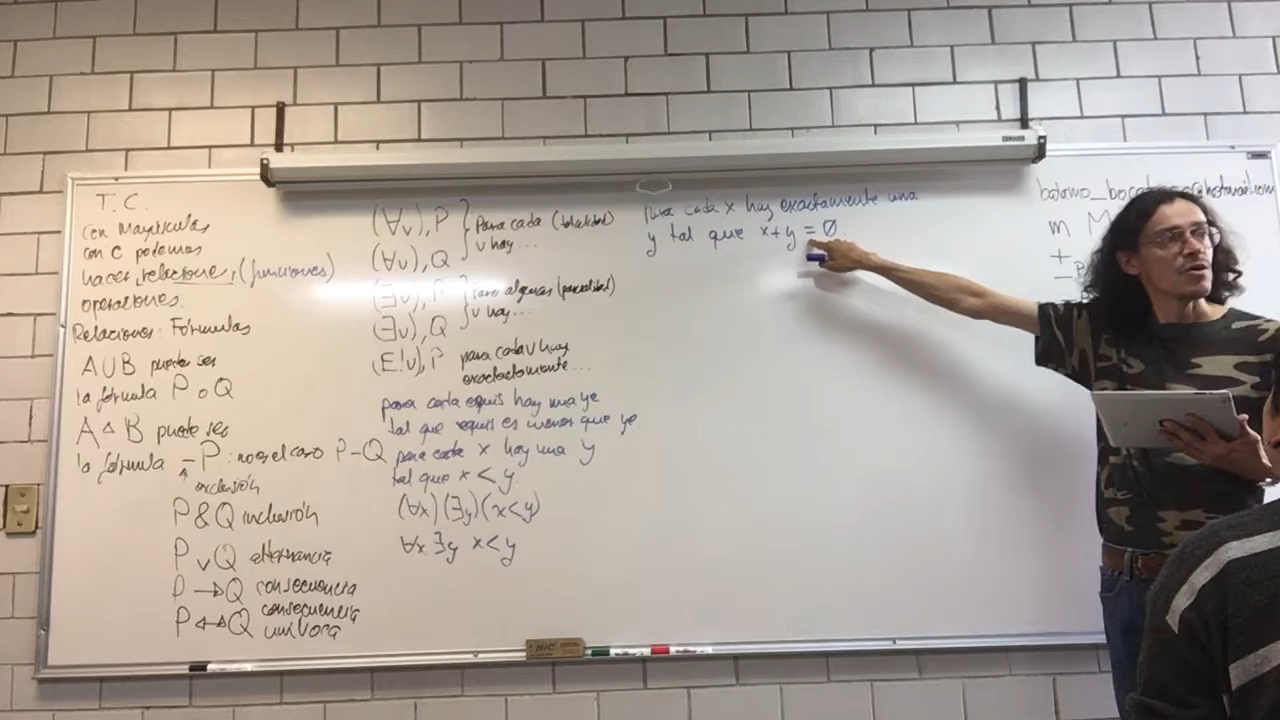 T. C.
Con Mayúsculas
con C podemos
hacer relaciones, (funciones)
operaciones.
Relaciones. Fórmulas
A ∪ B puede ser
la fórmula P o Q
A △ B puede ser
la fórmula – P: no es el caso P – Q
exclusión
P & Q inclusión
P ∨ Q alternancia
P → Q consecuencia
P ↔ Q consecuencia
unívoca
(∀v), P
(∀v), Q
Para cada (totalidad)
v hay...
(∃v), P
(∃v), Q
Para algunas (parcialidad)
v hay...
(E!v), P para cada v hay
exactamente...
para cada equis hay una ye
tal que equis es menos que ye.
para cada x hay una y
tal que x < y
(∀x) (∃y) (x < y)
∀x ∃y x < y
Para cada x hay exactamente una
y tal que x + y = 0.
m M
+